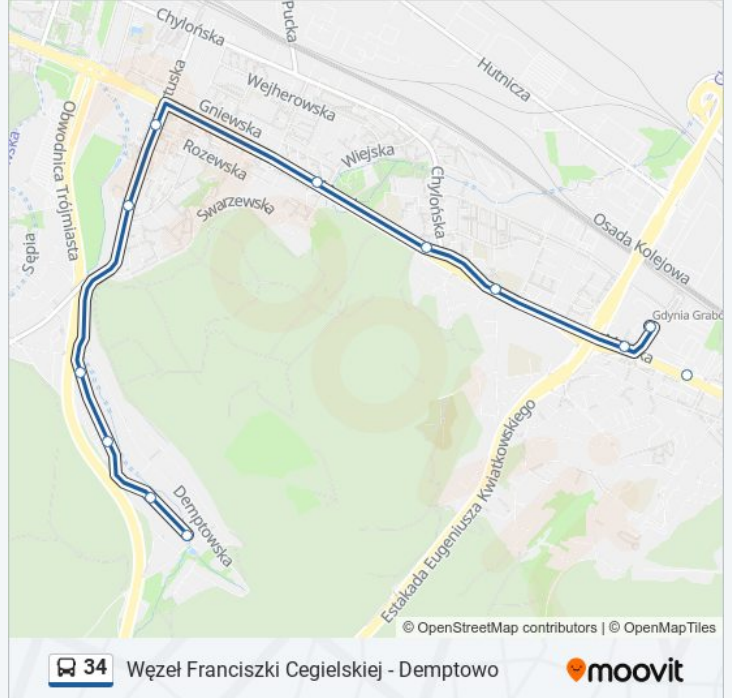 Pucka
Chylońska
Hutnicza
Wejherowska
Gniewska
Obwodnica Trójmiasta
Rozewska
Wiejska
Chylońska
Swarzewska
Osada Kolejowa
Sępia
Gdynia Grabó
Estakada Eugeniusza Kwiatkowskiego
Demptowska
© OpenStreetMap contributors | © OpenMapTiles
34 Węzeł Franciszki Cegielskiej - Demptowo
moovit